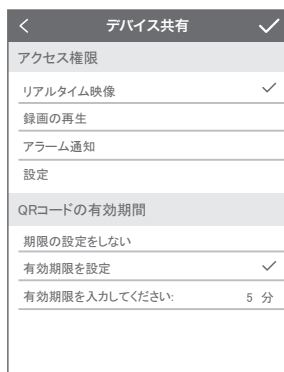 デバイス共有
アクセス権限
リアルタイム映像
録画の再生
アラーム通知
設定
QRコードの有効期間
期限の設定をしない
有効期限を設定
有効期限を入力してください: 5 分